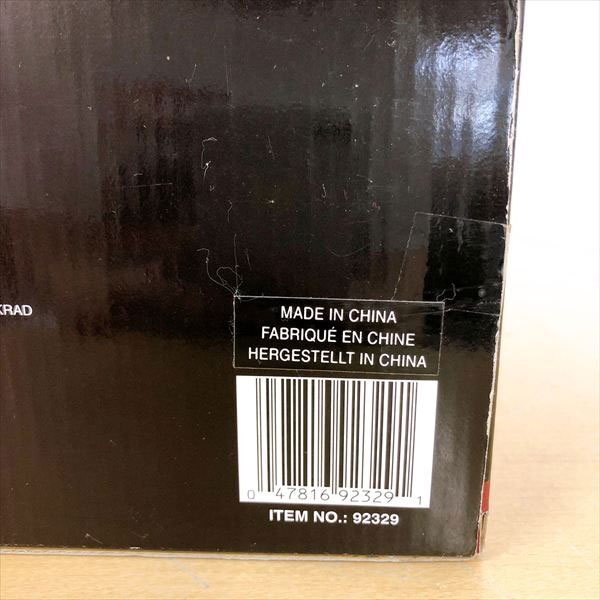 KRAD
MADE IN CHINA
FABRIQUÉ EN CHINE
HERGESTELLT IN CHINA
0 47816 92329 1
ITEM NO.: 92329